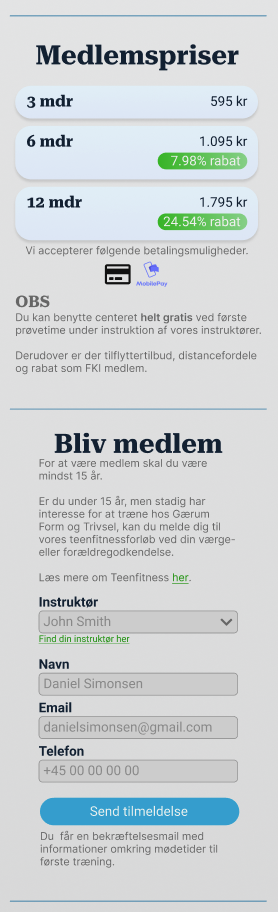 Medlemspriser
3 mdr 595 kr
6 mdr 1.095 kr
7.98% rabat
12 mdr 1.795 kr
24.54% rabat
Vi accepterer følgende betalingsmuligheder.
MobilePay
OBS
Du kan benytte centeret helt gratis ved første
prøvetime under instruktion af vores instruktører.
Derudover er der tilflyttertilbud, distancefordele
og rabat som FKI medlem.
Bliv medlem
For at være medlem skal du være
mindst 15 år.
Er du under 15 år, men stadig har
interesse for at træne hos Gærum
Form og Trivsel, kan du melde dig til
vores teenfitnessforløb ved din værge-
eller forældregodkendelse.
Læs mere om Teenfitness her.
Instruktør
John Smith
Find din instruktør her
Navn
Daniel Simonsen
Email
danielsimonsen@gmail.com
Telefon
+45 00 00 00 00
Send tilmeldelse
Du får en bekræftelsesmail med
informationer omkring mødetider til
første træning.